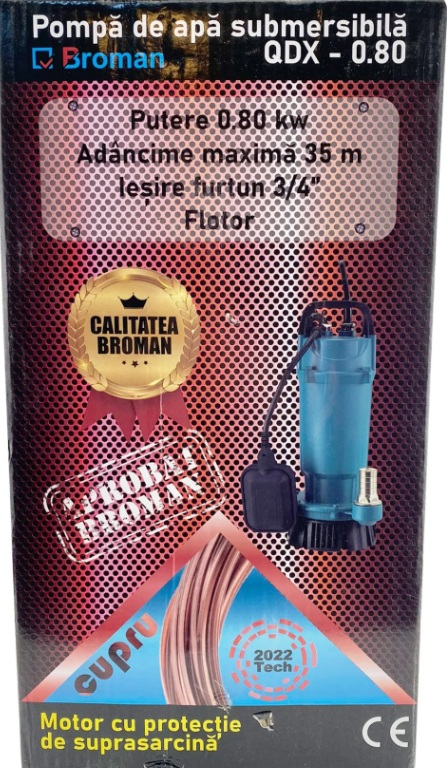 Pompă de apă submersibilă
Broman QDX - 0.80
Putere 0.80 kw
Adâncime maximă 35 m
Ieșire furtun 3/4"
Flotor
CALITATEA
BROMAN
APROBAT
BROMAN
cupru
2022
Tech
Motor cu protecție
de suprasarcină
CE